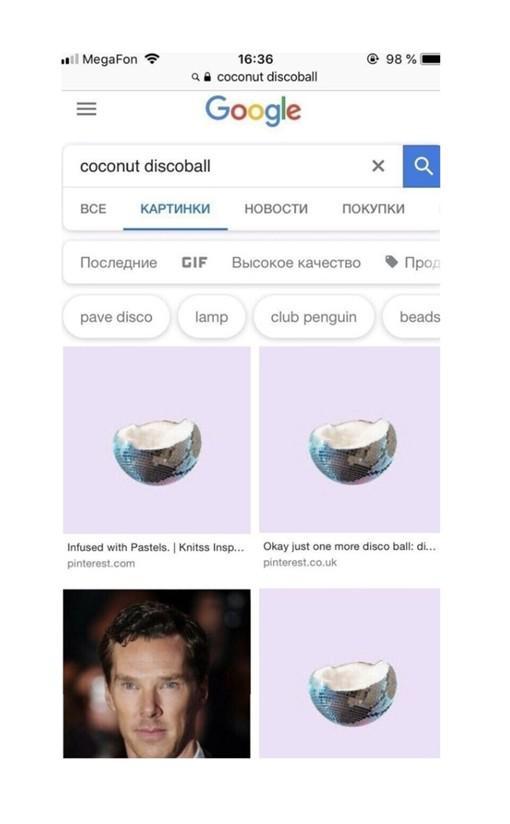 MegaFon 16:36 98 %
coconut discoball
Google
coconut discoball
ВСЕ КАРТИНКИ НОВОСТИ ПОКУПКИ
Последние GIF Высокое качество Прод
pave disco lamp club penguin beads
Infused with Pastels. | Knitss Insp... Okay just one more disco ball: di...
pinterest.com pinterest.co.uk